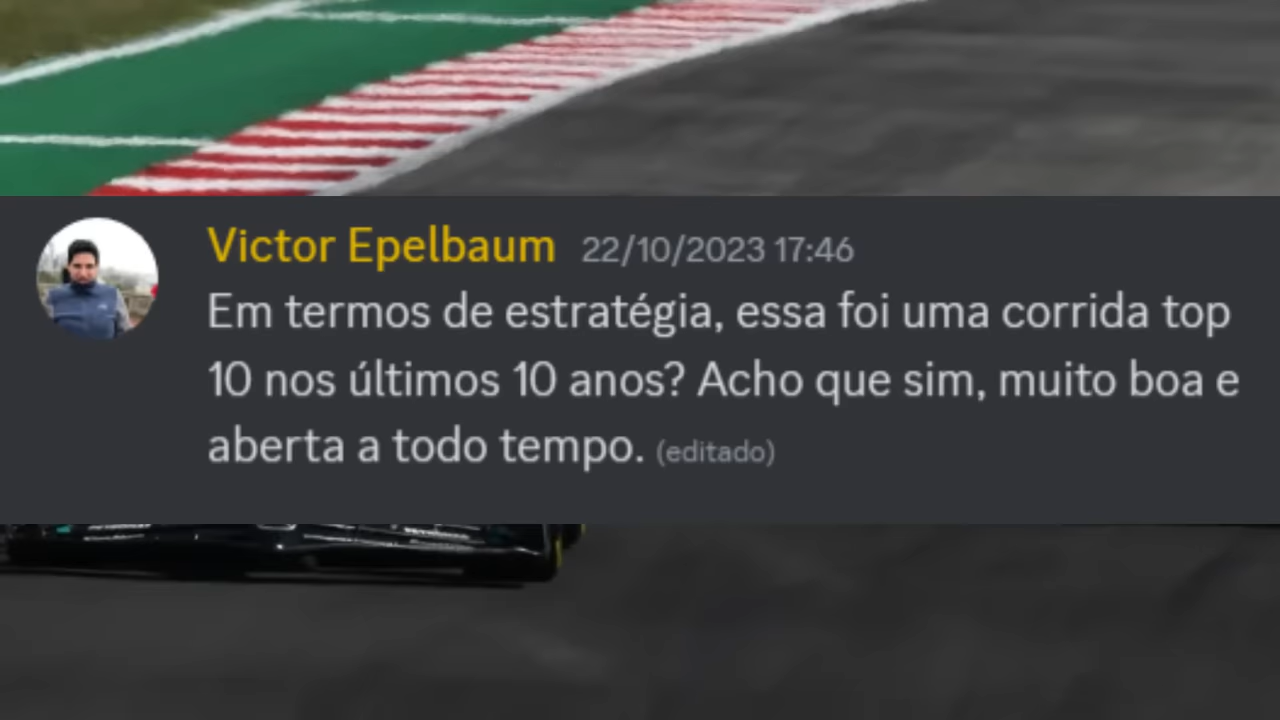 Victor Epelbaum 22/10/2023 17:46
Em termos de estratégia, essa foi uma corrida top
10 nos últimos 10 anos? Acho que sim, muito boa e
aberta a todo tempo. (editado)